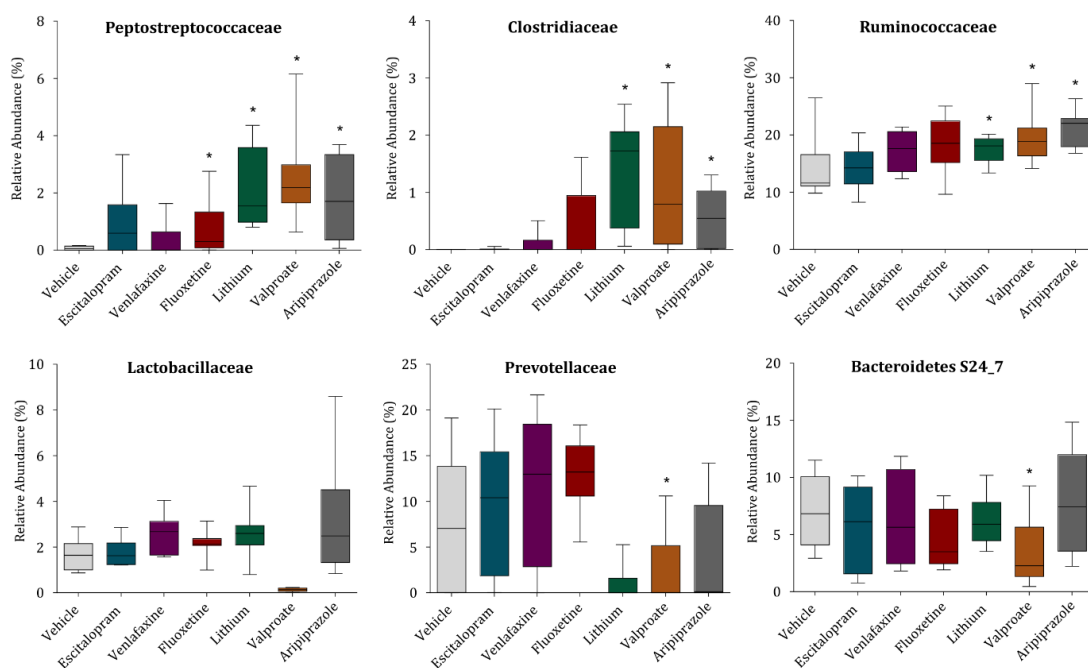 Peptostreptococcaceae
Relative Abundance (%)
8
6
4
2
0
* * * *
Vehicle
Escitalopram
Venlafaxine
Fluoxetine
Lithium
Valproate
Aripiprazole
Clostridiaceae
Relative Abundance (%)
4
3
2
1
0
* * *
Vehicle
Escitalopram
Venlafaxine
Fluoxetine
Lithium
Valproate
Aripiprazole
Ruminococcaceae
Relative Abundance (%)
40
30
20
10
0
* * *
Vehicle
Escitalopram
Venlafaxine
Fluoxetine
Lithium
Valproate
Aripiprazole
Lactobacillaceae
Relative Abundance (%)
10
8
6
4
2
0
Vehicle
Escitalopram
Venlafaxine
Fluoxetine
Lithium
Valproate
Aripiprazole
Prevotellaceae
Relative Abundance (%)
25
20
15
10
5
0
*
Vehicle
Escitalopram
Venlafaxine
Fluoxetine
Lithium
Valproate
Aripiprazole
Bacteroidetes S24_7
Relative Abundance (%)
20
15
10
5
0
*
Vehicle
Escitalopram
Venlafaxine
Fluoxetine
Lithium
Valproate
Aripiprazole